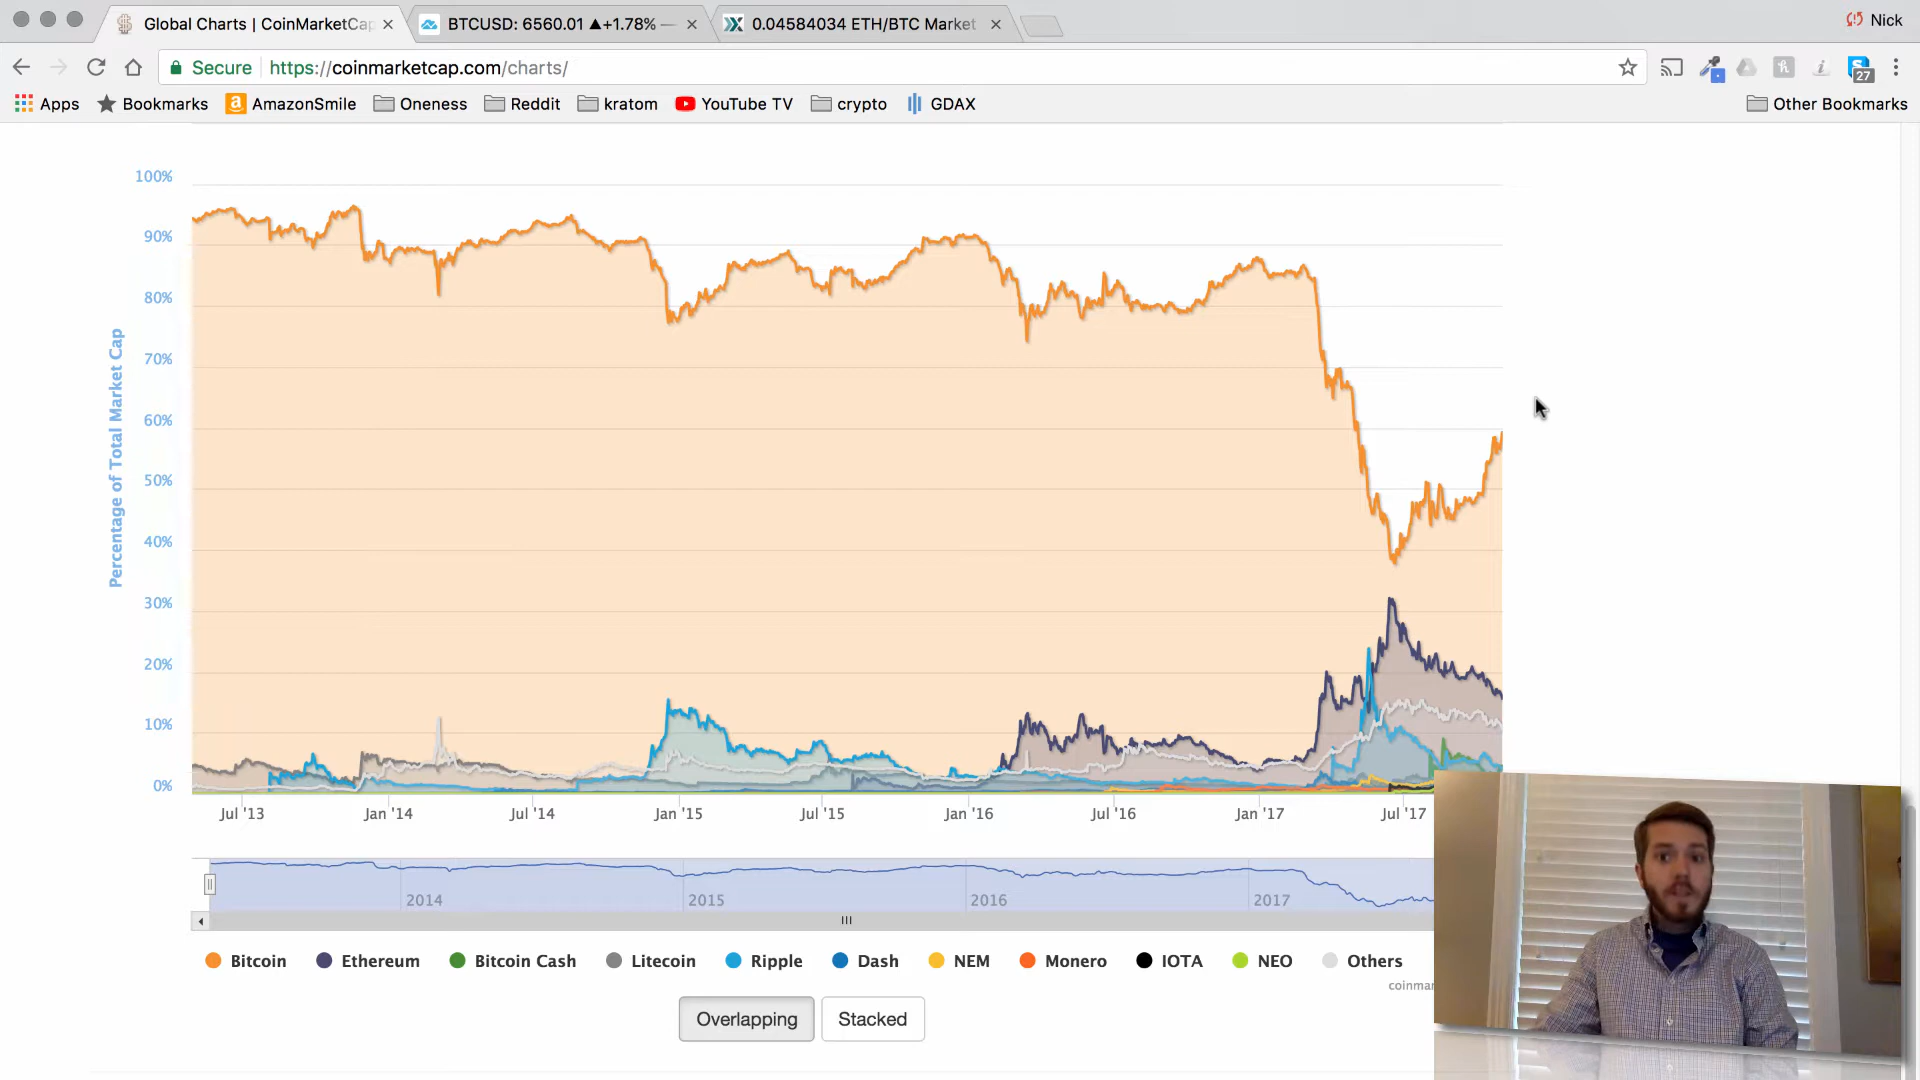 Global Charts | CoinMarketCap
BTCUSD: 6560.01 ▲+1.78% —
0.04584034 ETH/BTC Market
Nick
Secure
https://coinmarketcap.com/charts/
27
Apps
Bookmarks
AmazonSmile
Oneness
Reddit
kratom
YouTube TV
crypto
GDAX
Other Bookmarks
Percentage of Total Market Cap
100%
90%
80%
70%
60%
50%
40%
30%
20%
10%
0%
Jul '13
Jan '14
Jul '14
Jan '15
Jul '15
Jan '16
Jul '16
Jan '17
Jul '17
2014
2015
2016
2017
Bitcoin
Ethereum
Bitcoin Cash
Litecoin
Ripple
Dash
NEM
Monero
IOTA
NEO
Others
coinmar
Overlapping
Stacked